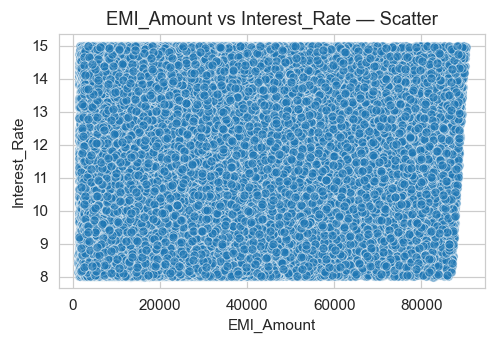 EMI_Amount vs Interest_Rate — Scatter
15
14
13
12
11
10
9
8
Interest_Rate
0 20000 40000 60000 80000
EMI_Amount